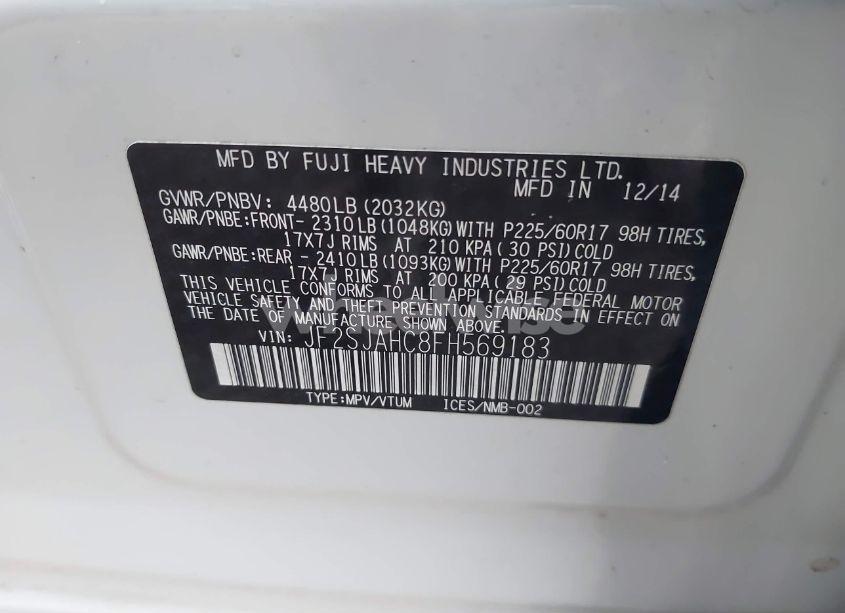 MFD BY FUJI HEAVY INDUSTRIES LTD.
MFD IN 12/14
GVWR/PNBV: 4480LB (2032KG)
GAWR/PNBE:FRONT- 2310LB (1048KG) WITH P225/60R17 98H TIRES,
17X7J RIMS AT 210 KPA ( 30 PSI) COLD
GAWR/PNBE:REAR - 2410LB (1093KG) WITH P225/60R17 98H TIRES,
17X7J RIMS AT 200 KPA ( 29 PSI) COLD
THIS VEHICLE CONFORMS TO ALL APPLICABLE FEDERAL MOTOR
VEHICLE SAFETY AND THEFT PREVENTION STANDARDS IN EFFECT ON
THE DATE OF MANUFACTURE SHOWN ABOVE.
VIN: JF2SJAHC8FH569183
TYPE:MPV/VTUM ICES/NMB-002